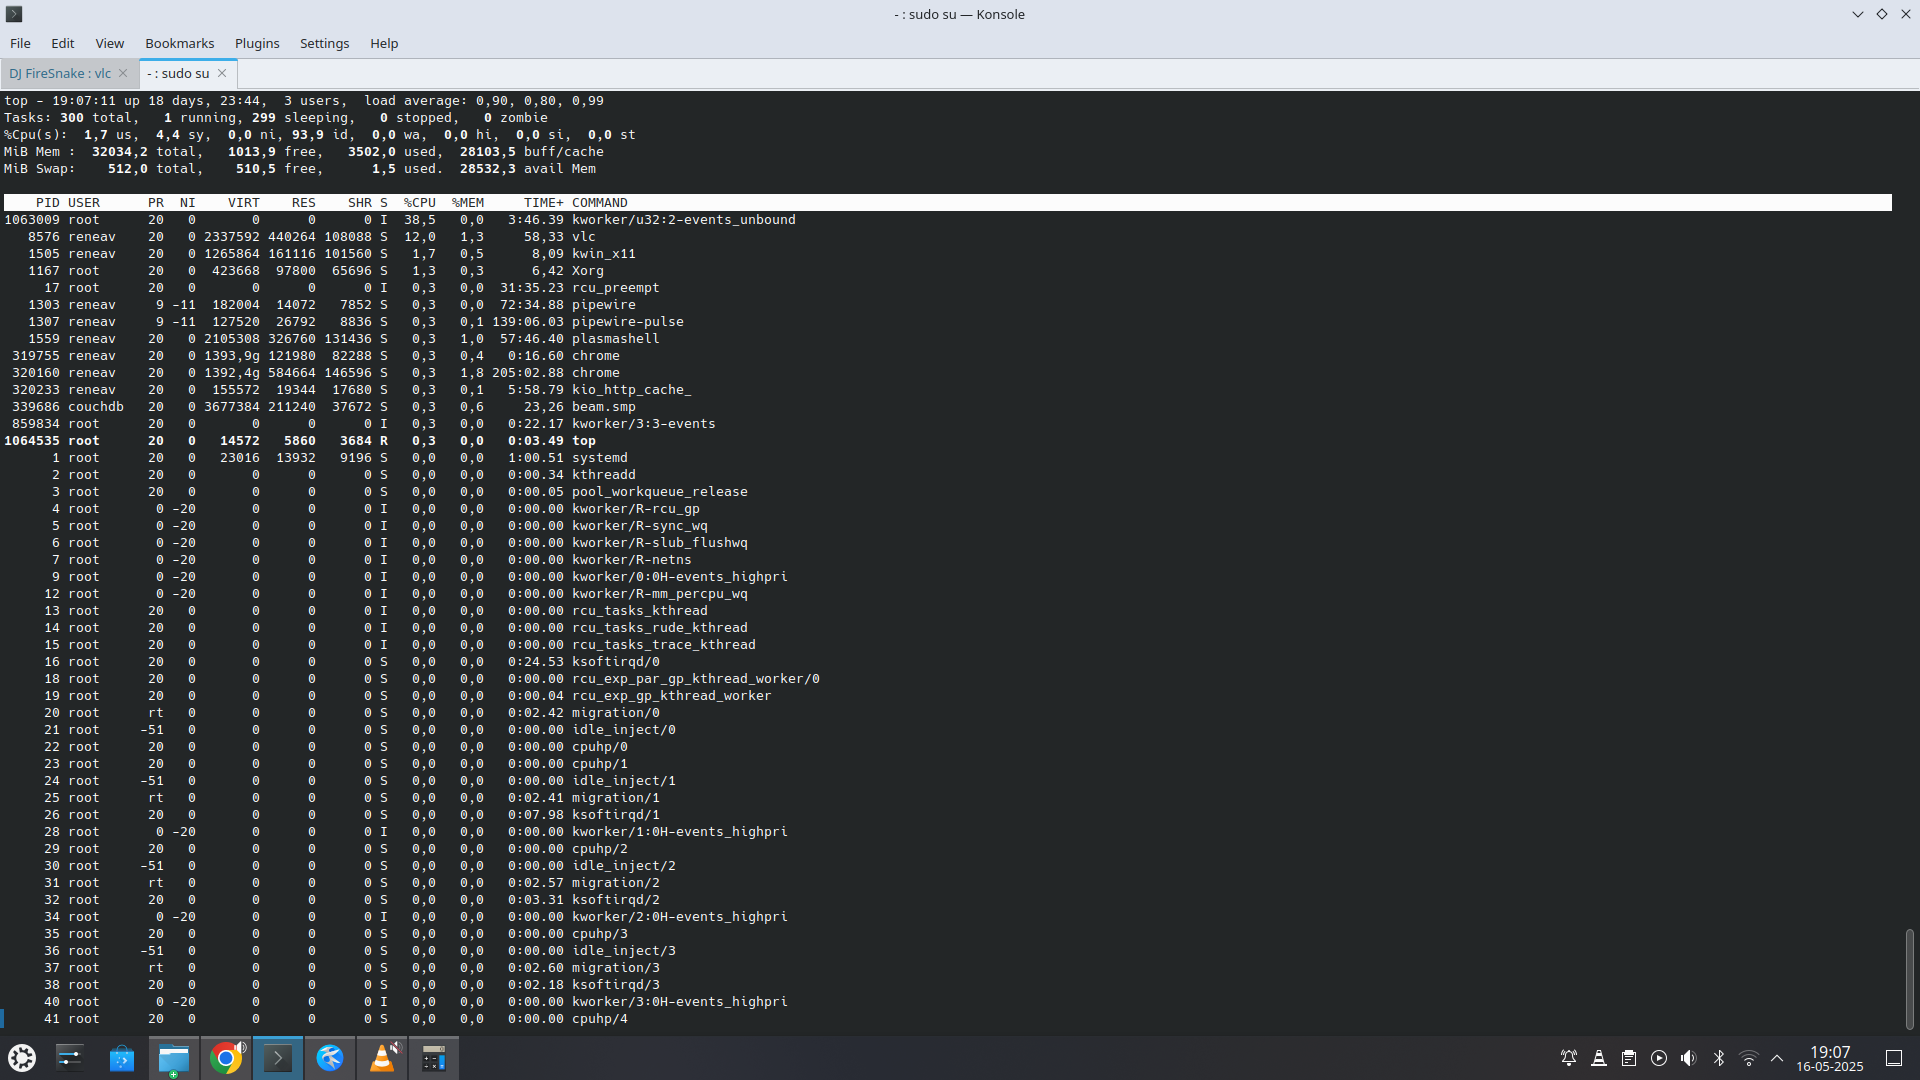 - : sudo su — Konsole
File Edit View Bookmarks Plugins Settings Help
DJ FireSnake : vlc - : sudo su
top - 19:07:11 up 18 days, 23:44,  3 users,  load average: 0,90, 0,80, 0,99
Tasks: 300 total,   1 running, 299 sleeping,   0 stopped,   0 zombie
%Cpu(s):  1,7 us,  4,4 sy,  0,0 ni, 93,9 id,  0,0 wa,  0,0 hi,  0,0 si,  0,0 st
MiB Mem :  32034,2 total,   1013,9 free,   3502,0 used,  28103,5 buff/cache
MiB Swap:    512,0 total,    510,5 free,      1,5 used.  28532,3 avail Mem
PID USER PR NI VIRT RES SHR S %CPU %MEM TIME+ COMMAND
1063009 root 20 0 0 0 0 I 38,5 0,0 3:46.39 kworker/u32:2-events_unbound
8576 reneav 20 0 2337592 440264 108088 S 12,0 1,3 58,33 vlc
1505 reneav 20 0 1265864 161116 101560 S 1,7 0,5 8,09 kwin_x11
1167 root 20 0 423668 97800 65696 S 1,3 0,3 6,42 Xorg
17 root 20 0 0 0 0 I 0,3 0,0 31:35.23 rcu_preempt
1303 reneav 9 -11 182004 14072 7852 S 0,3 0,0 72:34.88 pipewire
1307 reneav 9 -11 127520 26792 8836 S 0,3 0,1 139:06.03 pipewire-pulse
1559 reneav 20 0 2105308 326760 131436 S 0,3 1,0 57:46.40 plasmashell
319755 reneav 20 0 1393,9g 121980 82288 S 0,3 0,4 0:16.60 chrome
320160 reneav 20 0 1392,4g 584664 146596 S 0,3 1,8 205:02.88 chrome
320233 reneav 20 0 155572 19344 17680 S 0,3 0,1 5:58.79 kio_http_cache_
339686 couchdb 20 0 3677384 211240 37672 S 0,3 0,6 23,26 beam.smp
859834 root 20 0 0 0 0 I 0,3 0,0 0:22.17 kworker/3:3-events
1064535 root 20 0 14572 5860 3684 R 0,3 0,0 0:03.49 top
1 root 20 0 23016 13932 9196 S 0,0 0,0 1:00.51 systemd
2 root 20 0 0 0 0 S 0,0 0,0 0:00.34 kthreadd
3 root 20 0 0 0 0 S 0,0 0,0 0:00.05 pool_workqueue_release
4 root 0 -20 0 0 0 I 0,0 0,0 0:00.00 kworker/R-rcu_gp
5 root 0 -20 0 0 0 I 0,0 0,0 0:00.00 kworker/R-sync_wq
6 root 0 -20 0 0 0 I 0,0 0,0 0:00.00 kworker/R-slub_flushwq
7 root 0 -20 0 0 0 I 0,0 0,0 0:00.00 kworker/R-netns
9 root 0 -20 0 0 0 I 0,0 0,0 0:00.00 kworker/0:0H-events_highpri
12 root 0 -20 0 0 0 I 0,0 0,0 0:00.00 kworker/R-mm_percpu_wq
13 root 20 0 0 0 0 I 0,0 0,0 0:00.00 rcu_tasks_kthread
14 root 20 0 0 0 0 I 0,0 0,0 0:00.00 rcu_tasks_rude_kthread
15 root 20 0 0 0 0 I 0,0 0,0 0:00.00 rcu_tasks_trace_kthread
16 root 20 0 0 0 0 S 0,0 0,0 0:24.53 ksoftirqd/0
18 root 20 0 0 0 0 S 0,0 0,0 0:00.00 rcu_exp_par_gp_kthread_worker/0
19 root 20 0 0 0 0 S 0,0 0,0 0:00.04 rcu_exp_gp_kthread_worker
20 root rt 0 0 0 0 S 0,0 0,0 0:02.42 migration/0
21 root -51 0 0 0 0 S 0,0 0,0 0:00.00 idle_inject/0
22 root 20 0 0 0 0 S 0,0 0,0 0:00.00 cpuhp/0
23 root 20 0 0 0 0 S 0,0 0,0 0:00.00 cpuhp/1
24 root -51 0 0 0 0 S 0,0 0,0 0:00.00 idle_inject/1
25 root rt 0 0 0 0 S 0,0 0,0 0:02.41 migration/1
26 root 20 0 0 0 0 S 0,0 0,0 0:07.98 ksoftirqd/1
28 root 0 -20 0 0 0 I 0,0 0,0 0:00.00 kworker/1:0H-events_highpri
29 root 20 0 0 0 0 S 0,0 0,0 0:00.00 cpuhp/2
30 root -51 0 0 0 0 S 0,0 0,0 0:00.00 idle_inject/2
31 root rt 0 0 0 0 S 0,0 0,0 0:02.57 migration/2
32 root 20 0 0 0 0 S 0,0 0,0 0:03.31 ksoftirqd/2
34 root 0 -20 0 0 0 I 0,0 0,0 0:00.00 kworker/2:0H-events_highpri
35 root 20 0 0 0 0 S 0,0 0,0 0:00.00 cpuhp/3
36 root -51 0 0 0 0 S 0,0 0,0 0:00.00 idle_inject/3
37 root rt 0 0 0 0 S 0,0 0,0 0:02.60 migration/3
38 root 20 0 0 0 0 S 0,0 0,0 0:02.18 ksoftirqd/3
40 root 0 -20 0 0 0 I 0,0 0,0 0:00.00 kworker/3:0H-events_highpri
41 root 20 0 0 0 0 S 0,0 0,0 0:00.00 cpuhp/4
19:07
16-05-2025